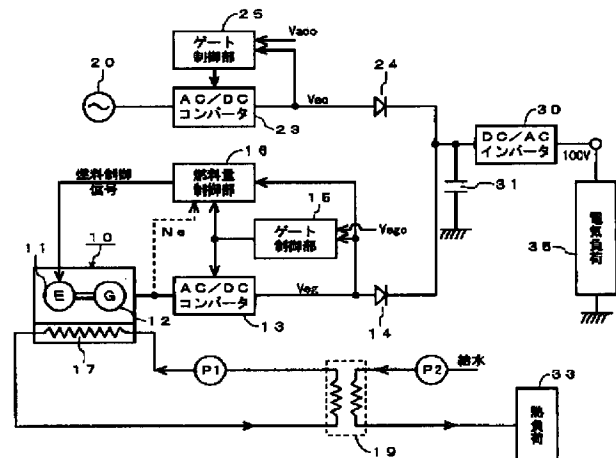 25
ゲート
制御部
Vaco
20
AC/DC
コンバータ
23
Vac
24
30
DC/AC
インバータ
100V
31
電気負荷
35
燃料制御
信号
16
燃料量
制御部
15
ゲート
制御部
Vego
Ne
10
11
E
G
12
AC/DC
コンバータ
13
Veg
14
17
P1
P2
給水
19
33
熱負荷